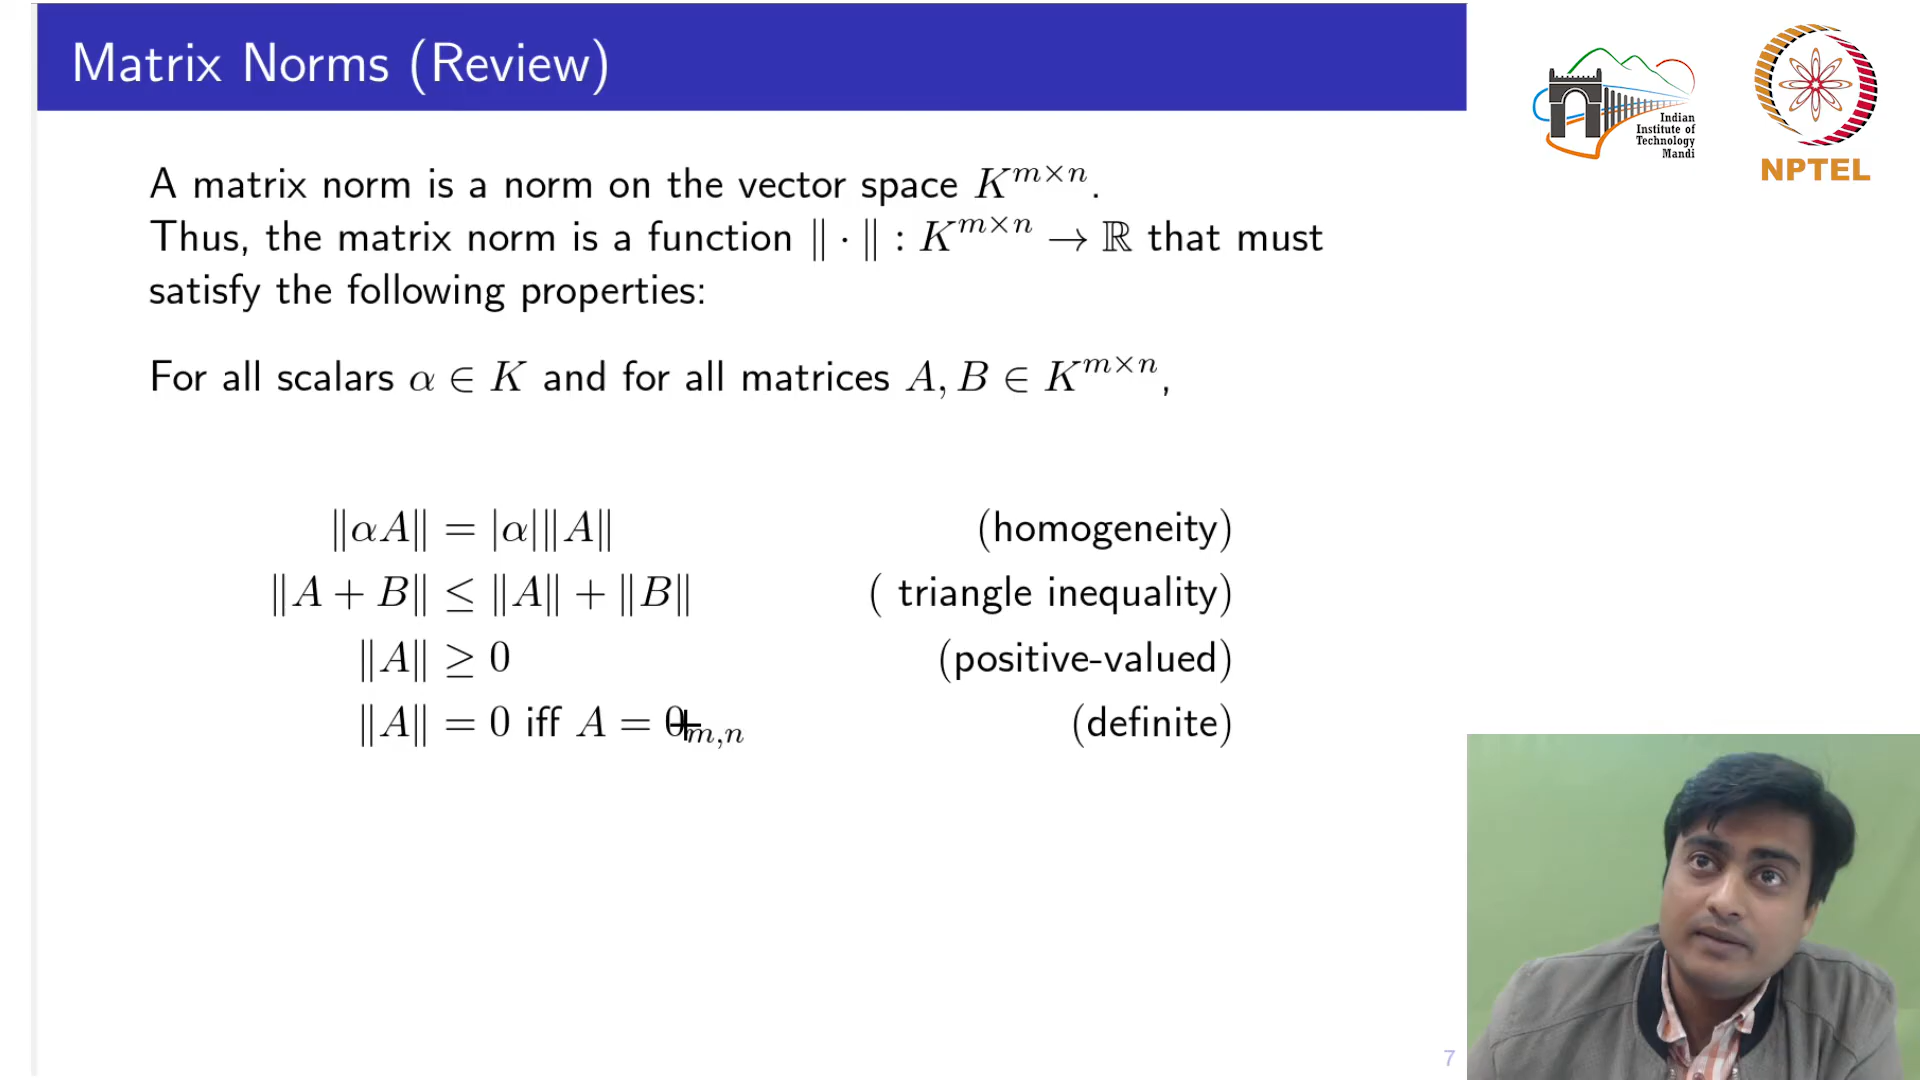 Matrix Norms (Review)
Indian
Institute of
Technology
Mandi
NPTEL
A matrix norm is a norm on the vector space K^{m×n}.
Thus, the matrix norm is a function ‖ · ‖ : K^{m×n} → ℝ that must
satisfy the following properties:
For all scalars α ∈ K and for all matrices A, B ∈ K^{m×n},
‖αA‖ = |α|‖A‖ (homogeneity)
‖A + B‖ ≤ ‖A‖ + ‖B‖ ( triangle inequality)
‖A‖ ≥ 0 (positive-valued)
‖A‖ = 0 iff A = 0_{m,n} (definite)
7